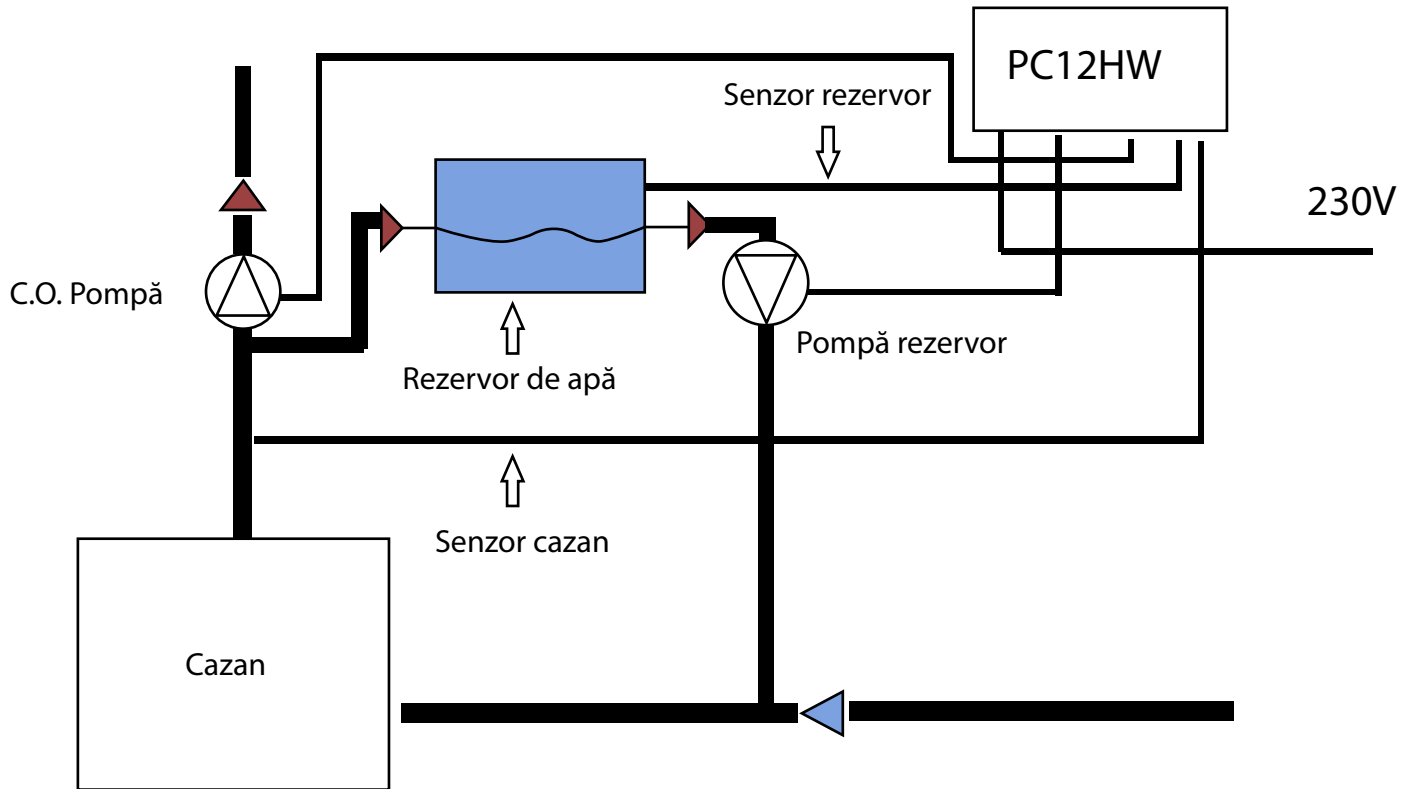 PC12HW
Senzor rezervor
230V
C.O. Pompă
Pompă rezervor
Rezervor de apă
Senzor cazan
Cazan